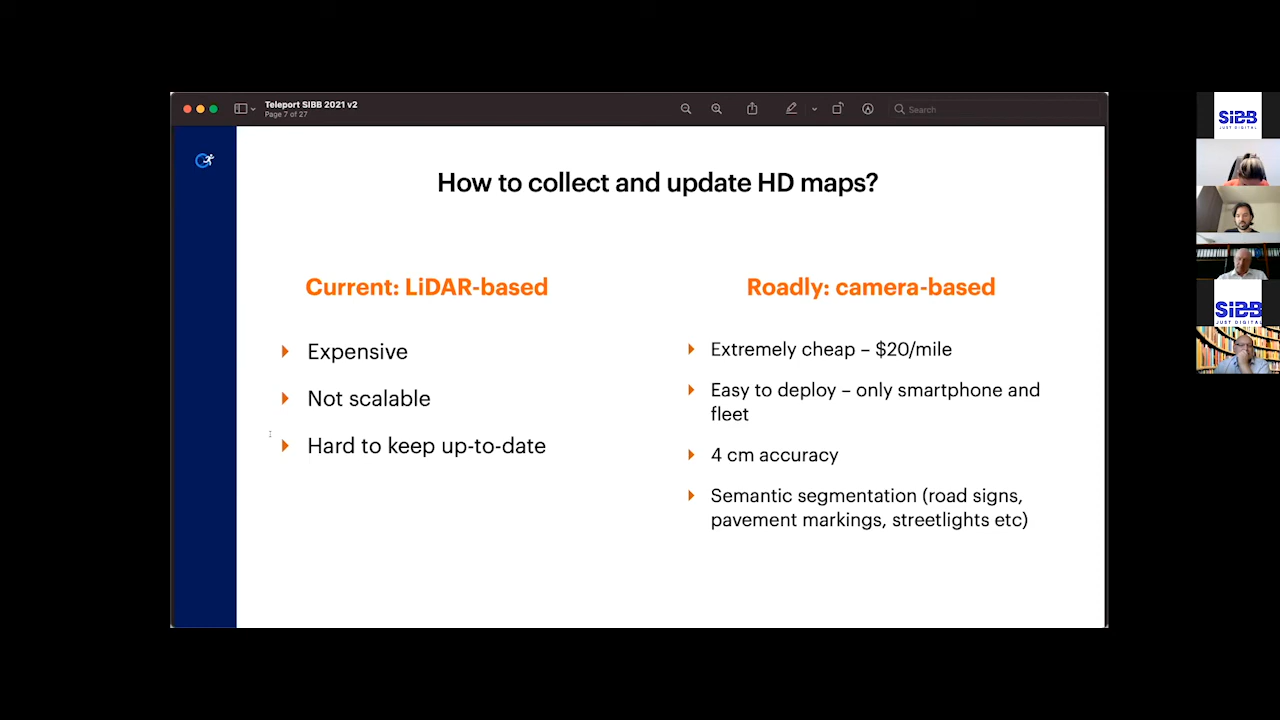 Teleport SIBB 2021 v2
Page 7 of 27
Search
How to collect and update HD maps?
Current: LiDAR-based
Expensive
Not scalable
Hard to keep up-to-date
Roadly: camera-based
Extremely cheap – $20/mile
Easy to deploy – only smartphone and
fleet
4 cm accuracy
Semantic segmentation (road signs,
pavement markings, streetlights etc)
SiBB
JUST DIGITAL
SiBB
JUST DIGITAL